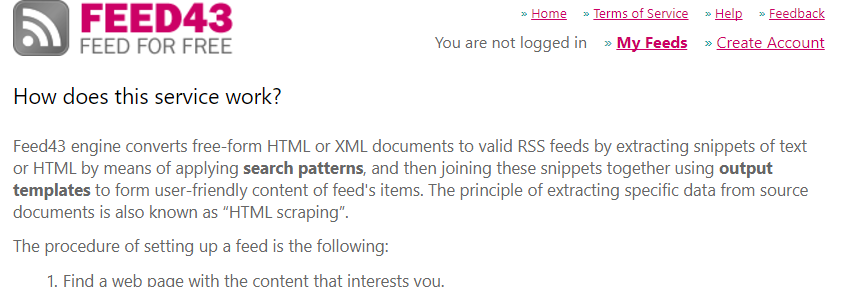 FEED43
FEED FOR FREE
» Home » Terms of Service » Help » Feedback
You are not logged in » My Feeds » Create Account
How does this service work?
Feed43 engine converts free-form HTML or XML documents to valid RSS feeds by extracting snippets of text
or HTML by means of applying search patterns, and then joining these snippets together using output
templates to form user-friendly content of feed's items. The principle of extracting specific data from source
documents is also known as “HTML scraping”.
The procedure of setting up a feed is the following:
1. Find a web page with the content that interests you.